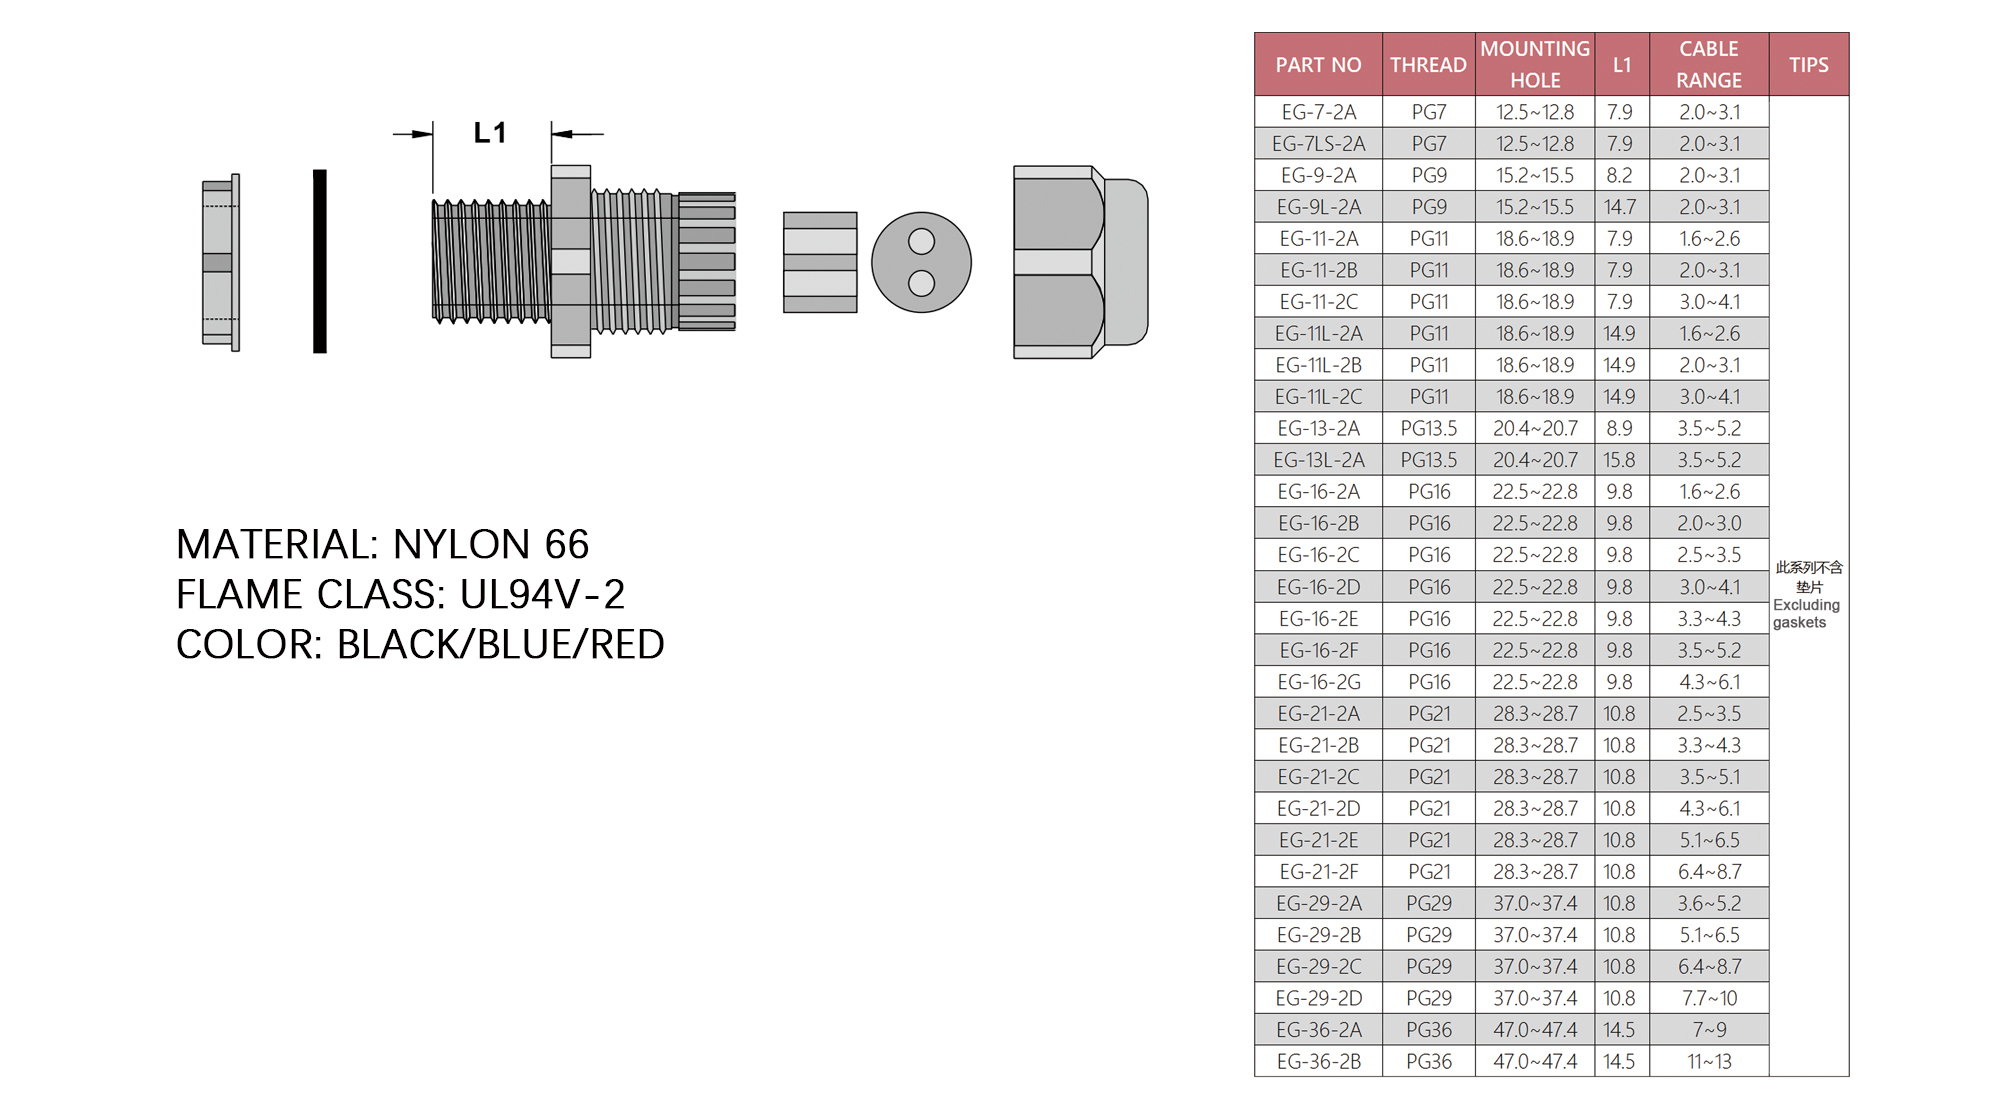 L1
MATERIAL: NYLON 66
FLAME CLASS: UL94V-2
COLOR: BLACK/BLUE/RED
PART NO THREAD MOUNTING HOLE L1 CABLE RANGE TIPS
EG-7-2A PG7 12.5~12.8 7.9 2.0~3.1
EG-7LS-2A PG7 12.5~12.8 7.9 2.0~3.1
EG-9-2A PG9 15.2~15.5 8.2 2.0~3.1
EG-9L-2A PG9 15.2~15.5 14.7 2.0~3.1
EG-11-2A PG11 18.6~18.9 7.9 1.6~2.6
EG-11-2B PG11 18.6~18.9 7.9 2.0~3.1
EG-11-2C PG11 18.6~18.9 7.9 3.0~4.1
EG-11L-2A PG11 18.6~18.9 14.9 1.6~2.6
EG-11L-2B PG11 18.6~18.9 14.9 2.0~3.1
EG-11L-2C PG11 18.6~18.9 14.9 3.0~4.1
EG-13-2A PG13.5 20.4~20.7 8.9 3.5~5.2
EG-13L-2A PG13.5 20.4~20.7 15.8 3.5~5.2
EG-16-2A PG16 22.5~22.8 9.8 1.6~2.6
EG-16-2B PG16 22.5~22.8 9.8 2.0~3.0
EG-16-2C PG16 22.5~22.8 9.8 2.5~3.5
EG-16-2D PG16 22.5~22.8 9.8 3.0~4.1
EG-16-2E PG16 22.5~22.8 9.8 3.3~4.3
EG-16-2F PG16 22.5~22.8 9.8 3.5~5.2
EG-16-2G PG16 22.5~22.8 9.8 4.3~6.1
EG-21-2A PG21 28.3~28.7 10.8 2.5~3.5
EG-21-2B PG21 28.3~28.7 10.8 3.3~4.3
EG-21-2C PG21 28.3~28.7 10.8 3.5~5.1
EG-21-2D PG21 28.3~28.7 10.8 4.3~6.1
EG-21-2E PG21 28.3~28.7 10.8 5.1~6.5
EG-21-2F PG21 28.3~28.7 10.8 6.4~8.7
EG-29-2A PG29 37.0~37.4 10.8 3.6~5.2
EG-29-2B PG29 37.0~37.4 10.8 5.1~6.5
EG-29-2C PG29 37.0~37.4 10.8 6.4~8.7
EG-29-2D PG29 37.0~37.4 10.8 7.7~10
EG-36-2A PG36 47.0~47.4 14.5 7~9
EG-36-2B PG36 47.0~47.4 14.5 11~13
此系列不含
垫片
Excluding
gaskets